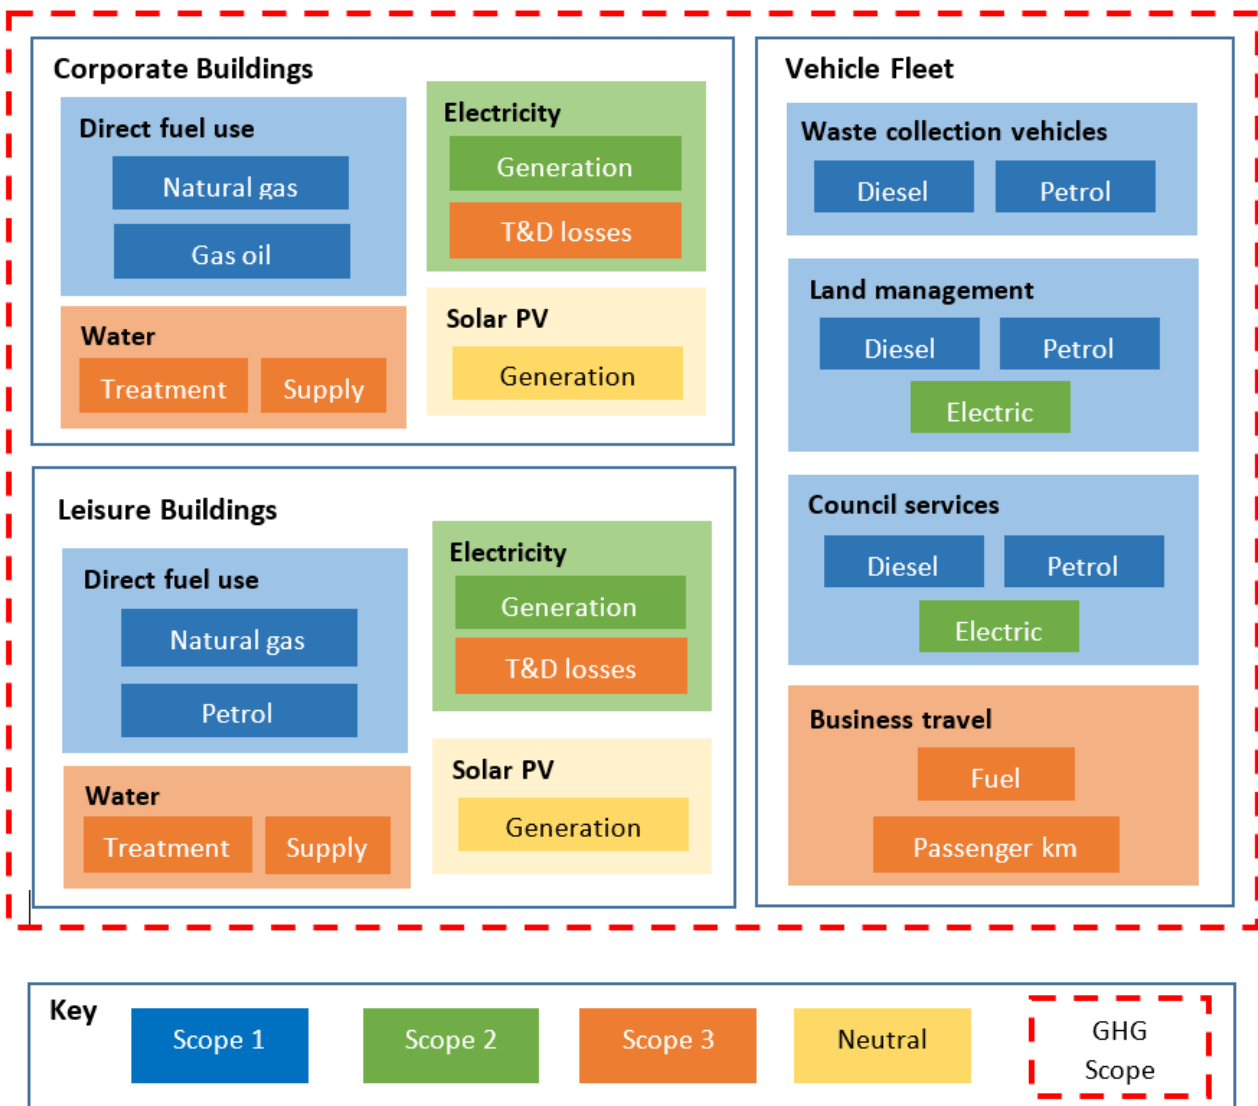 Corporate Buildings
Direct fuel use
Natural gas
Gas oil
Water
Treatment
Supply
Electricity
Generation
T&D losses
Solar PV
Generation
Leisure Buildings
Direct fuel use
Natural gas
Petrol
Water
Treatment
Supply
Electricity
Generation
T&D losses
Solar PV
Generation
Vehicle Fleet
Waste collection vehicles
Diesel
Petrol
Land management
Diesel
Petrol
Electric
Council services
Diesel
Petrol
Electric
Business travel
Fuel
Passenger km
Key
Scope 1
Scope 2
Scope 3
Neutral
GHG
Scope